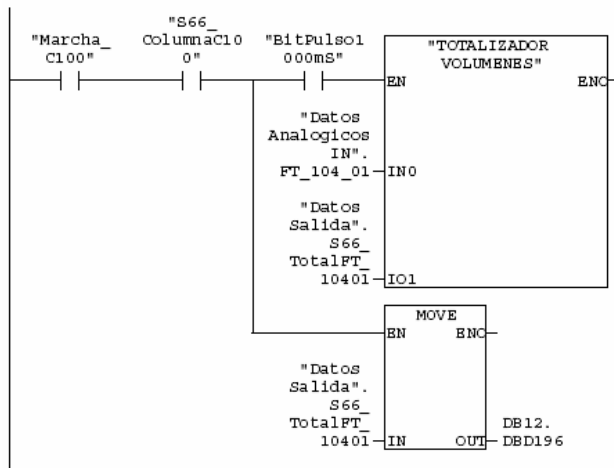 "S66_
ColumnaC10
0"
"Marcha_
C100"
"BitPulso1
000mS"
"TOTALIZADOR
VOLUMENES"
EN
ENO
"Datos
Analogicos
IN".
FT_104_01
IN0
"Datos
Salida".
S66_
TotalFT_
10401
IO1
MOVE
EN
ENO
"Datos
Salida".
S66_
TotalFT_
10401
IN
OUT
DB12.
DBD196